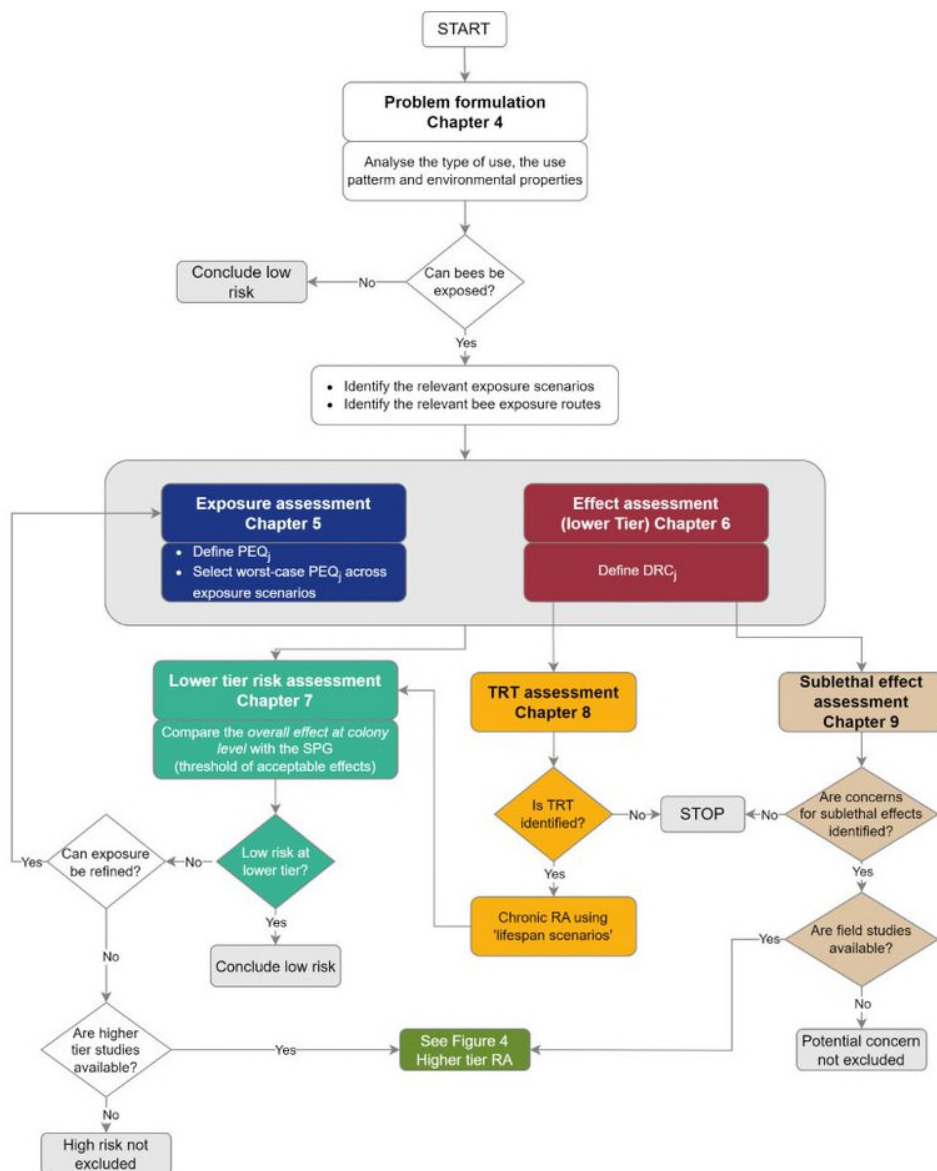 START
Problem formulation
Chapter 4
Analyse the type of use, the use
patterm and environmental properties
Can bees be
exposed?
No
Conclude low
risk
Yes
• Identify the relevant exposure scenarios
• Identify the relevant bee exposure routes
Exposure assessment
Chapter 5
• Define PEQj
• Select worst-case PEQj across
exposure scenarios
Effect assessment
(lower Tier) Chapter 6
Define DRCj
Lower tier risk assessment
Chapter 7
Compare the overall effect at colony
level with the SPG
(threshold of acceptable effects)
TRT assessment
Chapter 8
Sublethal effect
assessment
Chapter 9
Is TRT
identified?
No
STOP
No
Are concerns
for sublethal effects
identified?
Yes
Can exposure
be refined?
No
Low risk at
lower tier?
Yes
Chronic RA using
'lifespan scenarios'
Yes
Yes
Conclude low risk
Are field studies
available?
Yes
No
No
Are higher
tier studies
available?
Yes
See Figure 4
Higher tier RA
Potential concern
not excluded
No
High risk not
excluded